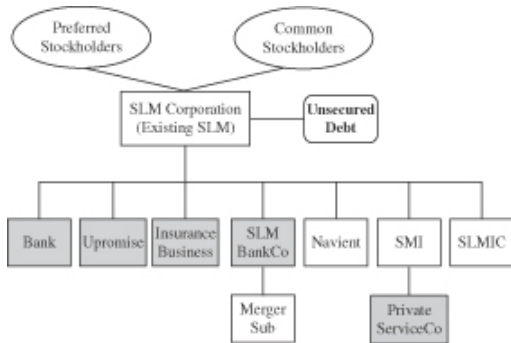 Preferred
Stockholders
Common
Stockholders
SLM Corporation
(Existing SLM)
Unsecured
Debt
Bank
Upromise
Insurance
Business
SLM
BankCo
Navient
SMI
SLMIC
Merger
Sub
Private
ServiceCo